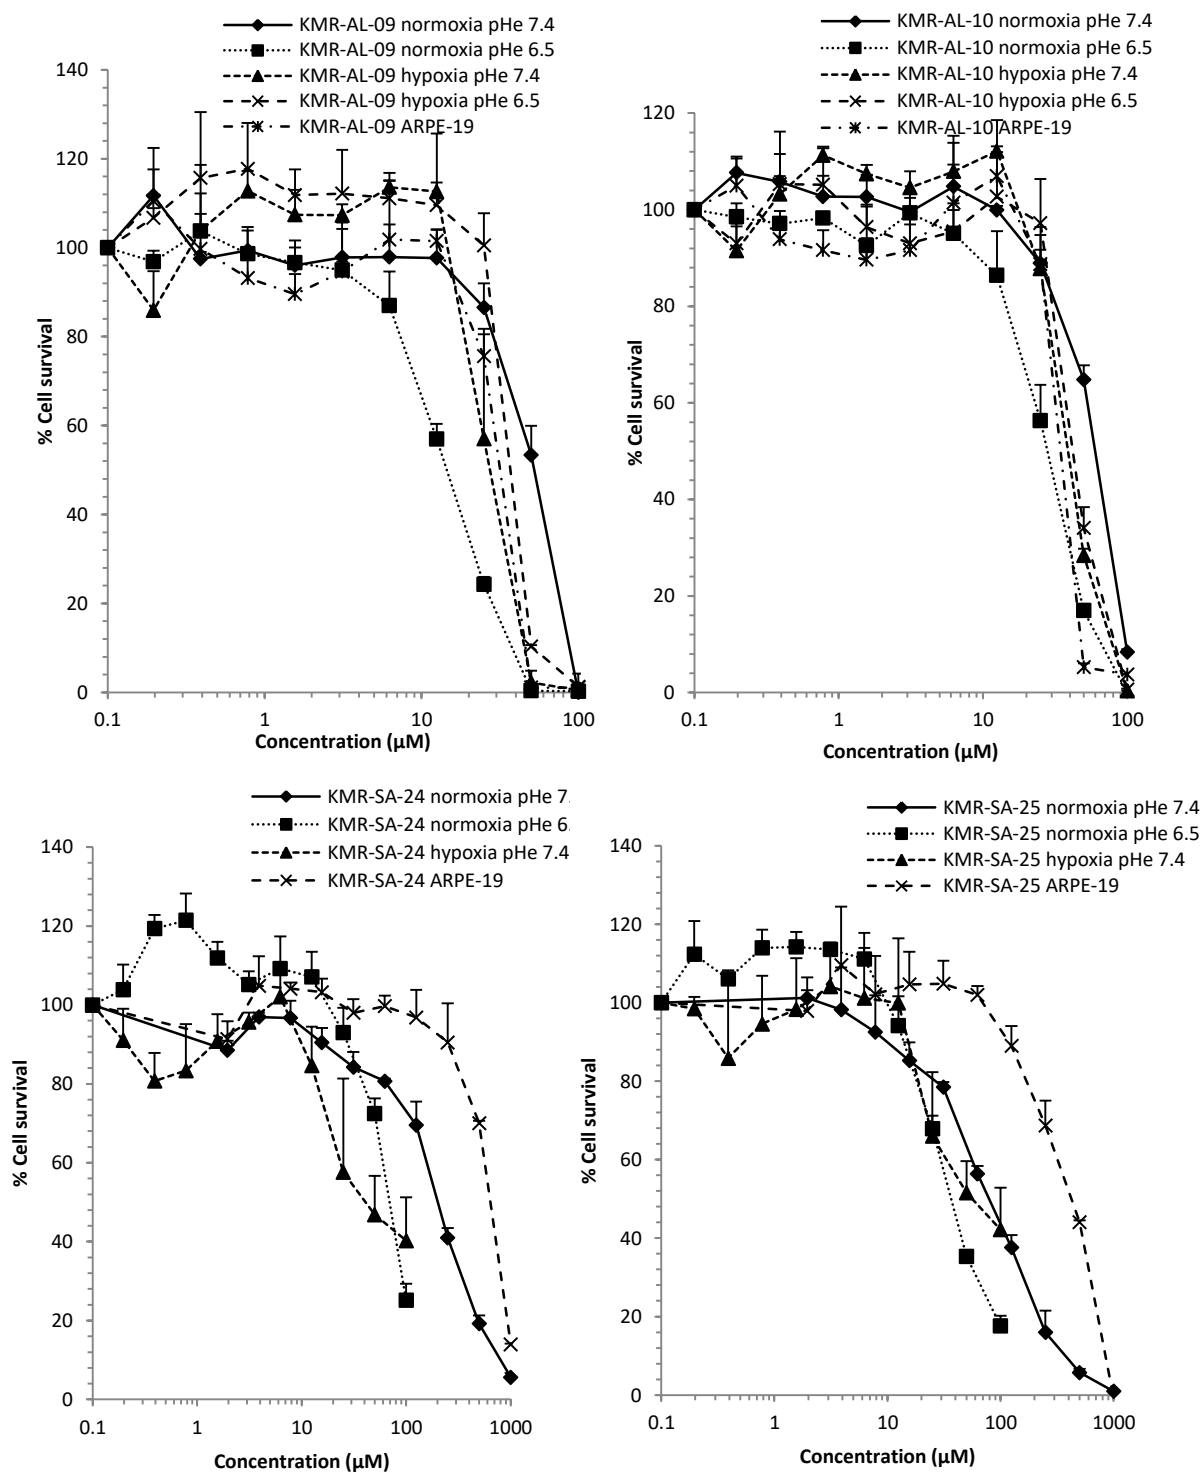 KMR-AL-09 normoxia pHe 7.4
KMR-AL-09 normoxia pHe 6.5
KMR-AL-09 hypoxia pHe 7.4
KMR-AL-09 hypoxia pHe 6.5
KMR-AL-09 ARPE-19
140
120
100
80
60
40
20
0
% Cell survival
0.1
1
10
100
Concentration (µM)
KMR-AL-10 normoxia pHe 7.4
KMR-AL-10 normoxia pHe 6.5
KMR-AL-10 hypoxia pHe 7.4
KMR-AL-10 hypoxia pHe 6.5
KMR-AL-10 ARPE-19
120
100
80
60
40
20
0
% Cell survival
0.1
1
10
100
Concentration (µM)
KMR-SA-24 normoxia pHe 7.
KMR-SA-24 normoxia pHe 6.
KMR-SA-24 hypoxia pHe 7.4
KMR-SA-24 ARPE-19
140
120
100
80
60
40
20
0
% Cell survival
0.1
1
10
100
1000
Concentration (µM)
KMR-SA-25 normoxia pHe 7.4
KMR-SA-25 normoxia pHe 6.5
KMR-SA-25 hypoxia pHe 7.4
KMR-SA-25 ARPE-19
140
120
100
80
60
40
20
0
% Cell survival
0.1
1
10
100
1000
Concentration (µM)